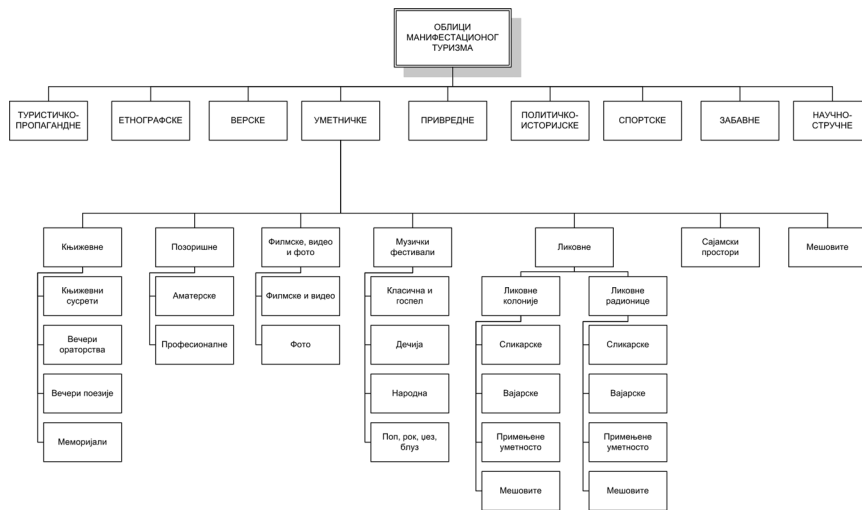 ОБЛИЦИ
МАНИФЕСТАЦИОНОГ
ТУРИЗМА
ТУРИСТИЧКО-
ПРОПАГАНДНЕ
ЕТНОГРАФСКЕ
ВЕРСКЕ
УМЕТНИЧКЕ
ПРИВРЕДНЕ
ПОЛИТИЧКО-
ИСТОРИЈСКЕ
СПОРТСКЕ
ЗАБАВНЕ
НАУЧНО-
СТРУЧНЕ
Књижевне
Позоришне
Филмске, видео
и фото
Музички
фестивали
Ликовне
Сајамски
простори
Мешовите
Књижевни
сусрети
Вечери
ораторства
Вечери поезије
Меморијали
Аматерске
Професионалне
Филмске и видео
Фото
Класична и
госпел
Дечија
Народна
Поп, рок, џез,
блуз
Ликовне
колоније
Сликарске
Вајарске
Примењене
уметносто
Мешовите
Ликовне
радионице
Сликарске
Вајарске
Примењене
уметносто
Мешовите